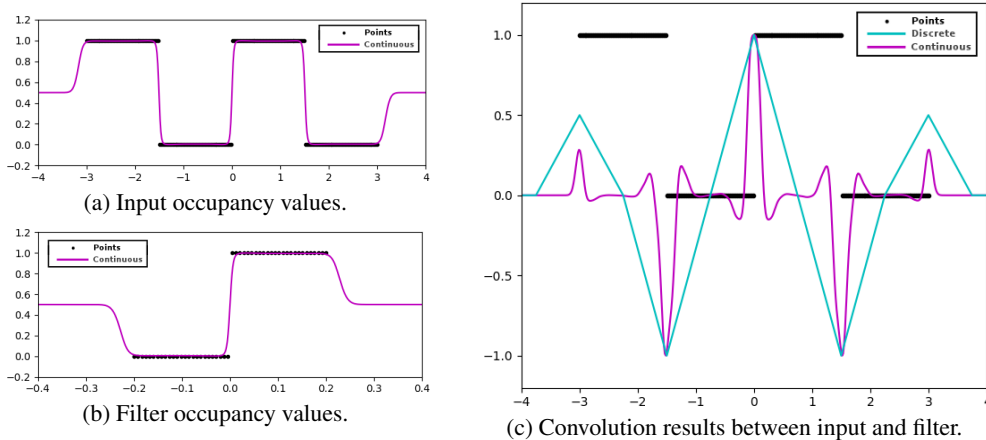 1.2
1.0
0.8
0.6
0.4
0.2
0.0
−0.2
−4 −3 −2 −1 0 1 2 3 4
Points
Continuous
(a) Input occupancy values.
1.2
1.0
0.8
0.6
0.4
0.2
0.0
−0.2
−0.4 −0.3 −0.2 −0.1 0.0 0.1 0.2 0.3 0.4
Points
Continuous
(b) Filter occupancy values.
1.0
0.5
0.0
−0.5
−1.0
−4 −3 −2 −1 0 1 2 3 4
Points
Discrete
Continuous
(c) Convolution results between input and filter.